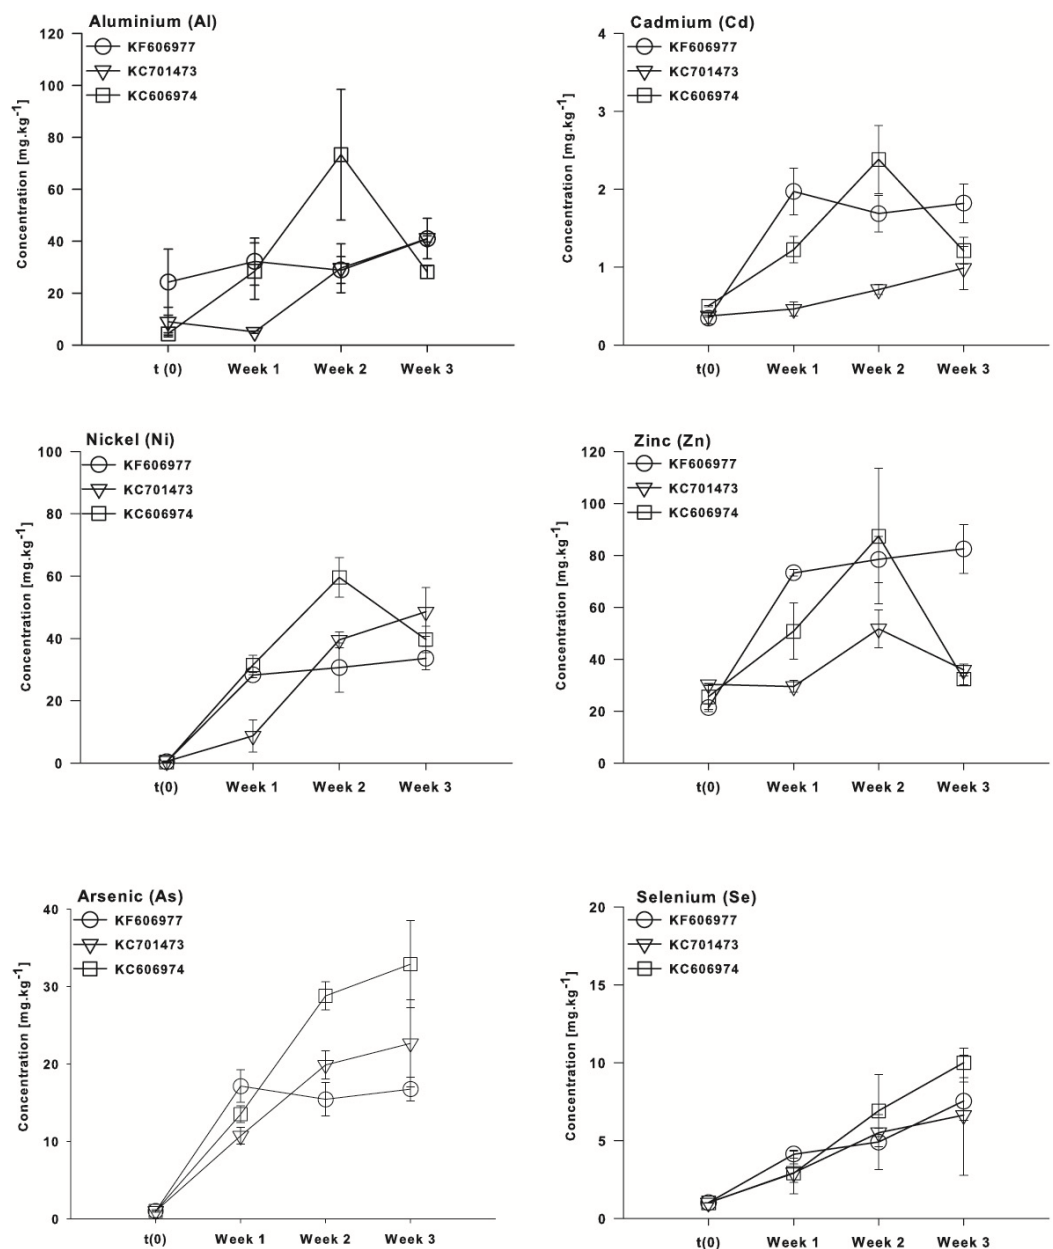 Aluminium (Al)
KF606977
KC701473
KC606974
Concentration [mg.kg⁻¹]
120
100
80
60
40
20
0
t (0) Week 1 Week 2 Week 3
Cadmium (Cd)
KF606977
KC701473
KC606974
Concentration [mg.kg⁻¹]
4
3
2
1
0
t(0) Week 1 Week 2 Week 3
Nickel (Ni)
KF606977
KC701473
KC606974
Concentration [mg.kg⁻¹]
100
80
60
40
20
0
t(0) Week 1 Week 2 Week 3
Zinc (Zn)
KF606977
KC701473
KC606974
Concentration [mg.kg⁻¹]
120
100
80
60
40
20
0
t(0) Week 1 Week 2 Week 3
Arsenic (As)
KF606977
KC701473
KC606974
Concentration [mg.kg⁻¹]
40
30
20
10
0
t(0) Week 1 Week 2 Week 3
Selenium (Se)
KF606977
KC701473
KC606974
Concentration [mg.kg⁻¹]
20
15
10
5
0
t(0) Week 1 Week 2 Week 3